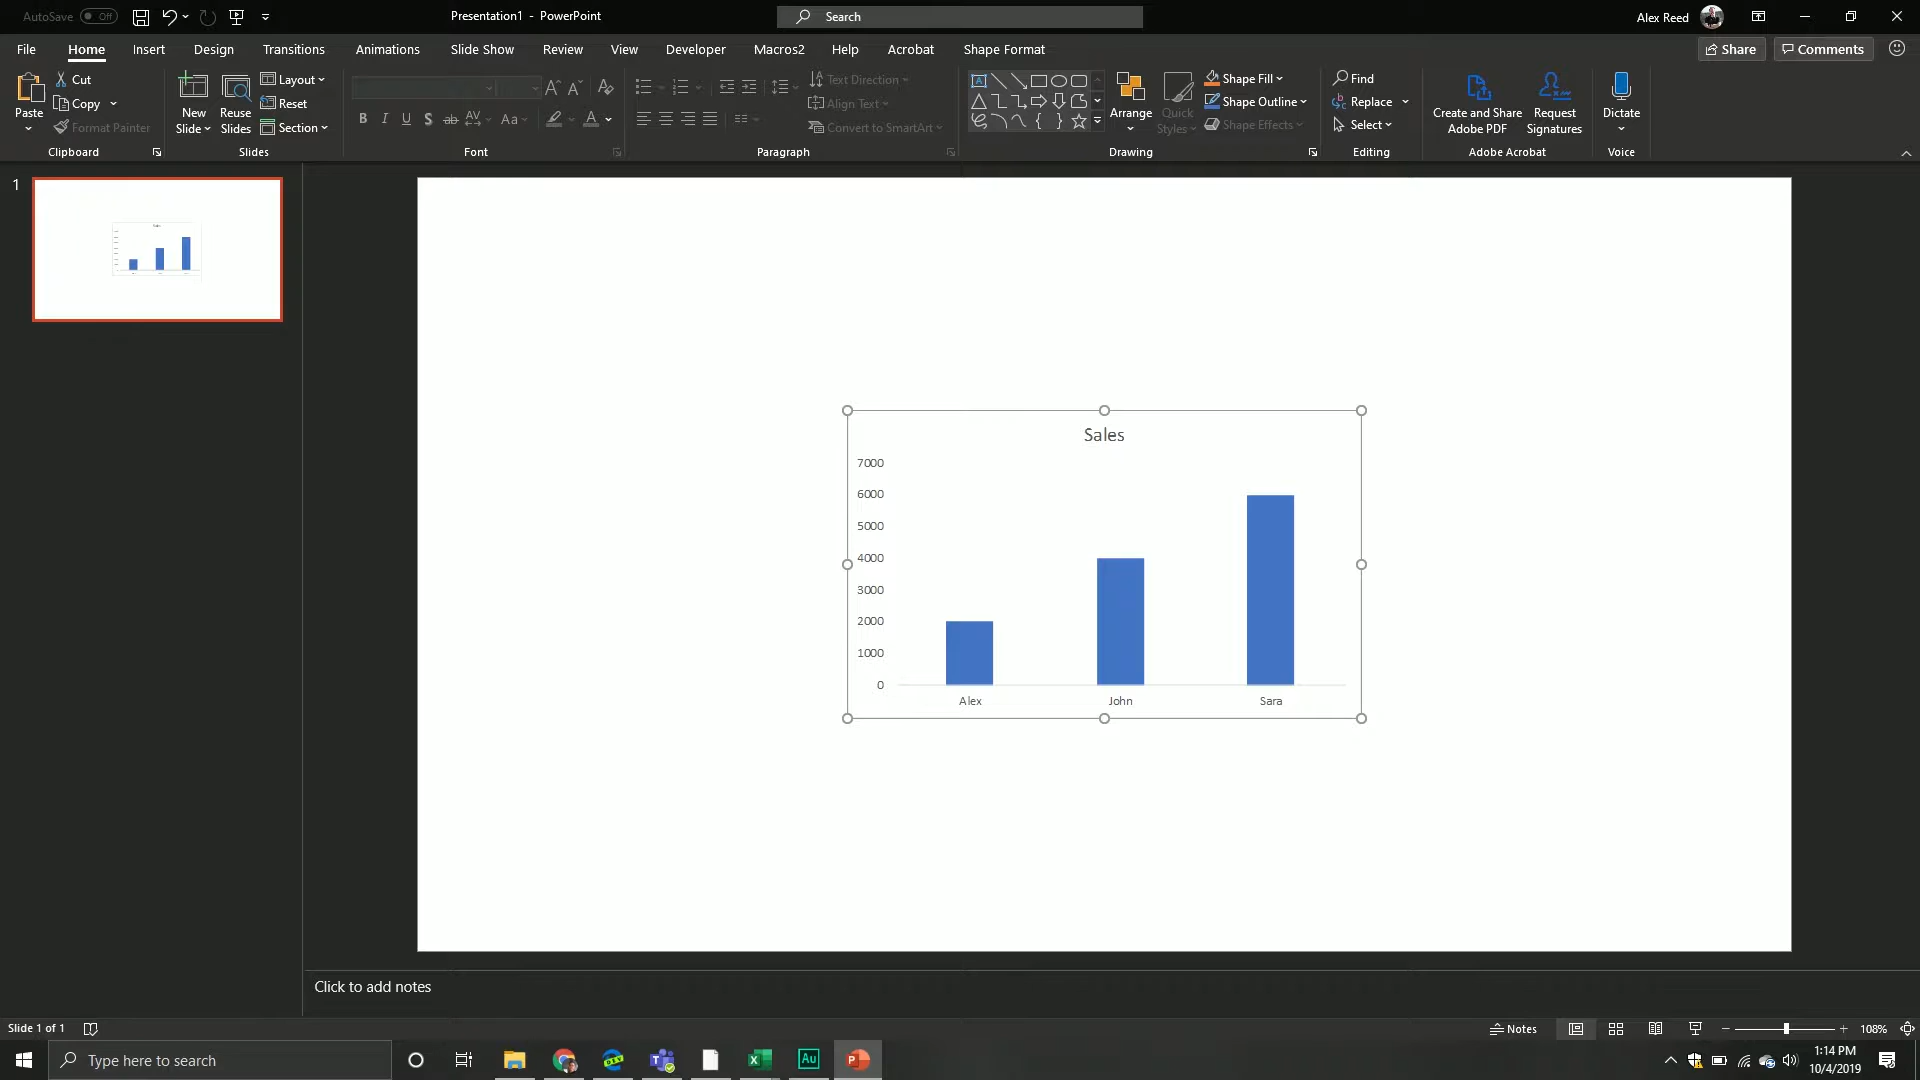 AutoSave Off
Presentation1 - PowerPoint
Search
Alex Reed
File Home Insert Design Transitions Animations Slide Show Review View Developer Macros2 Help Acrobat Shape Format
Share Comments
Paste
Cut
Copy
Format Painter
Clipboard
New Slide
Reuse Slides
Layout
Reset
Section
Slides
B I U S ab AV Aa A
Font
Text Direction
Align Text
Convert to SmartArt
Paragraph
Arrange
Quick Styles
Shape Fill
Shape Outline
Shape Effects
Drawing
Find
Replace
Select
Editing
Create and Share Adobe PDF
Request Signatures
Adobe Acrobat
Dictate
Voice
1
Sales
7000
6000
5000
4000
3000
2000
1000
0
Alex John Sara
Click to add notes
Slide 1 of 1
Notes
108%
Type here to search
Au
1:14 PM
10/4/2019